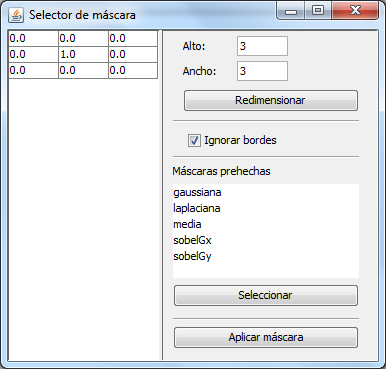 Selector de máscara
0.0 0.0 0.0
0.0 1.0 0.0
0.0 0.0 0.0
Alto: 3
Ancho: 3
Redimensionar
Ignorar bordes
Máscaras prehechas
gaussiana
laplaciana
media
sobelGx
sobelGy
Seleccionar
Aplicar máscara